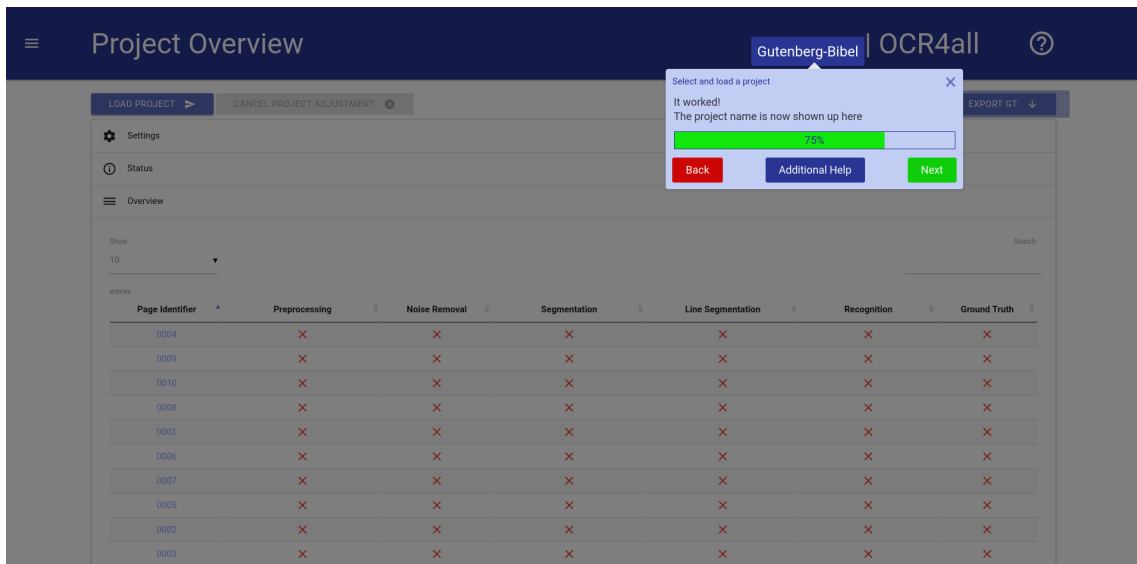 Project Overview
Gutenberg-Bibel | OCR4all
LOAD PROJECT
CANCEL PROJECT ADJUSTMENT
EXPORT GT
Select and load a project
It worked!
The project name is now shown up here
75%
Back
Additional Help
Next
Settings
Status
Overview
Show
Search:
10
entries
Page Identifier Preprocessing Noise Removal Segmentation Line Segmentation Recognition Ground Truth
0004
0009
0010
0008
0001
0006
0007
0005
0002
0003